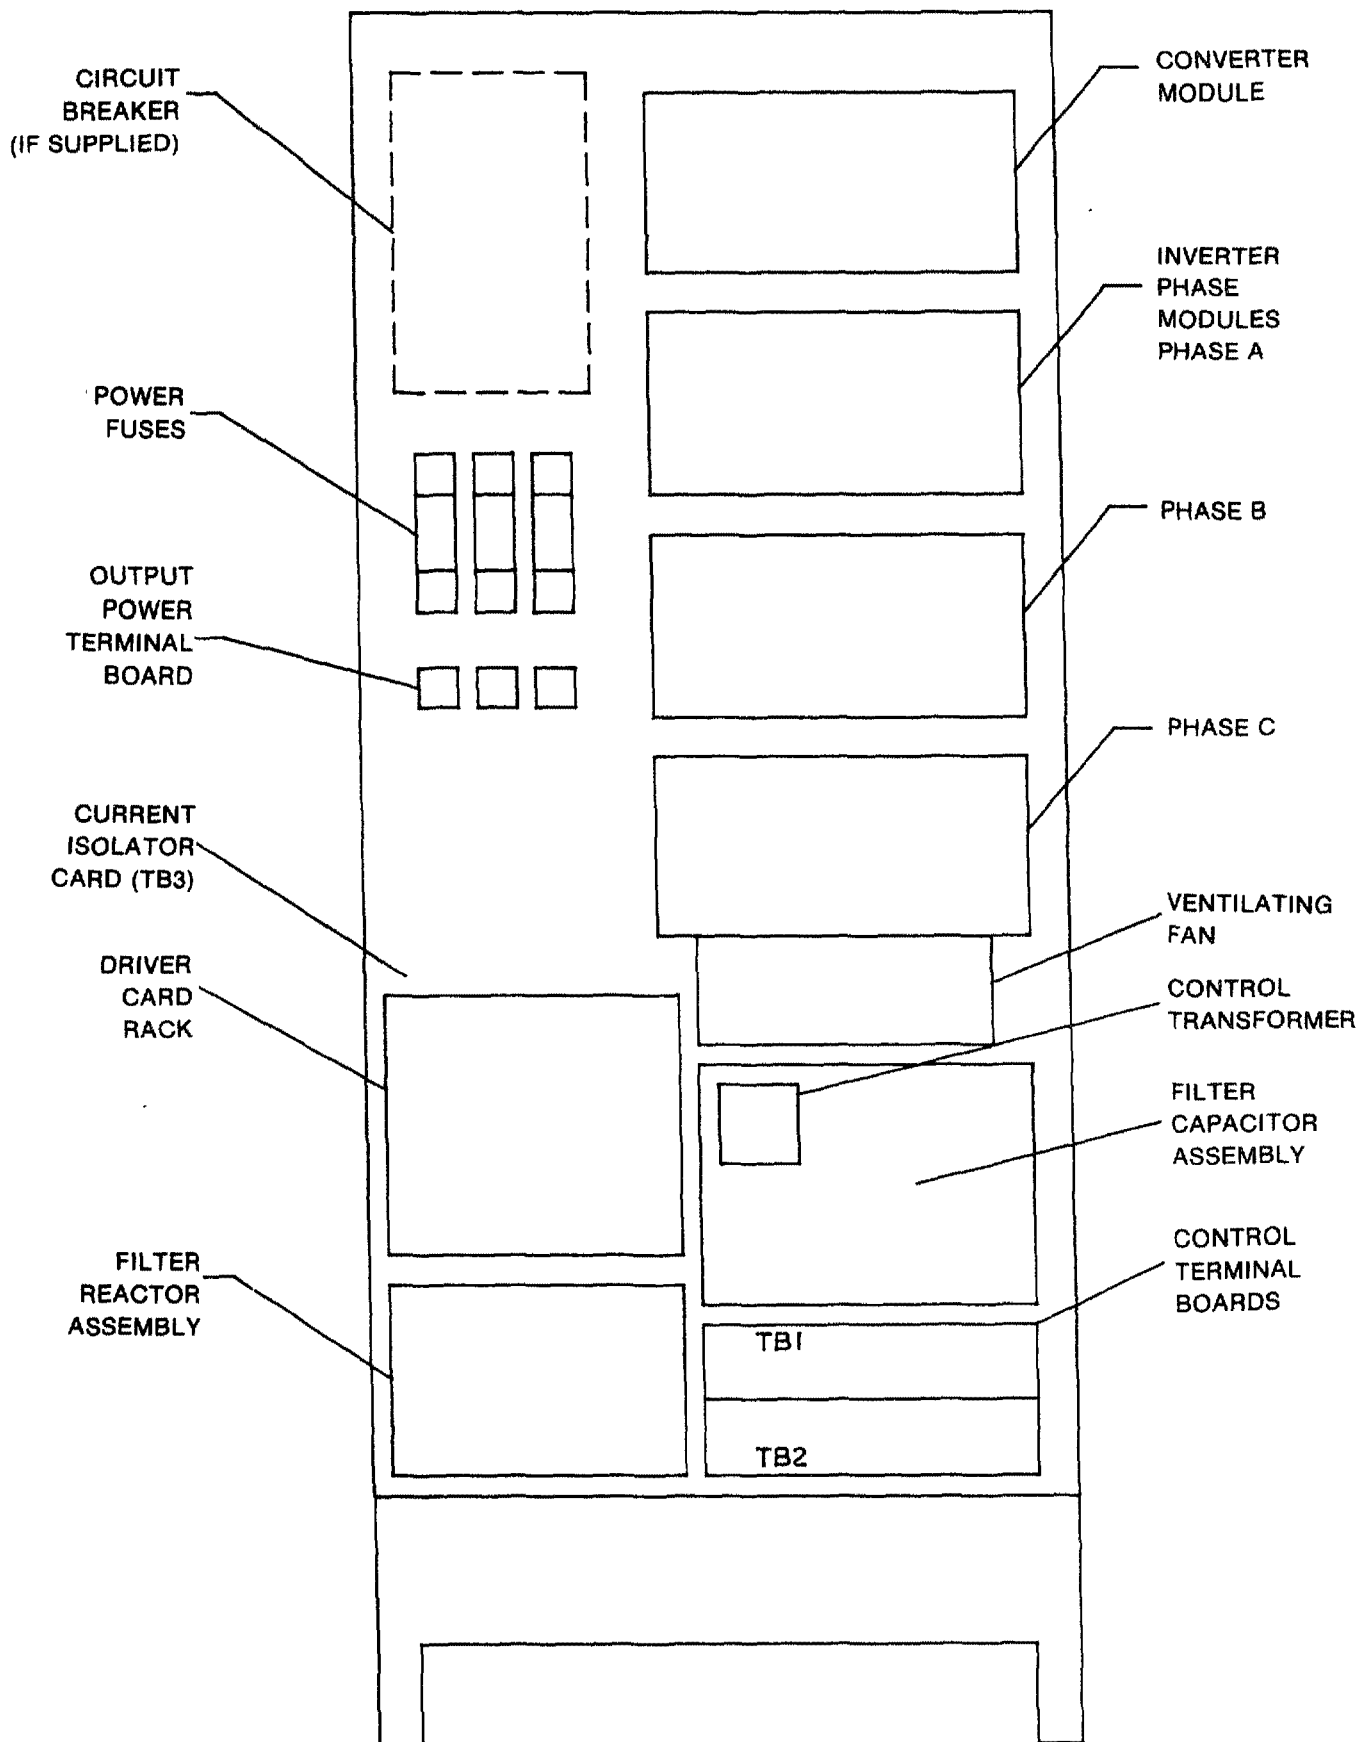 CIRCUIT
BREAKER
(IF SUPPLIED)
POWER
FUSES
OUTPUT
POWER
TERMINAL
BOARD
CURRENT
ISOLATOR
CARD (TB3)
DRIVER
CARD
RACK
FILTER
REACTOR
ASSEMBLY
CONVERTER
MODULE
INVERTER
PHASE
MODULES
PHASE A
PHASE B
PHASE C
VENTILATING
FAN
CONTROL
TRANSFORMER
FILTER
CAPACITOR
ASSEMBLY
CONTROL
TERMINAL
BOARDS
TB1
TB2